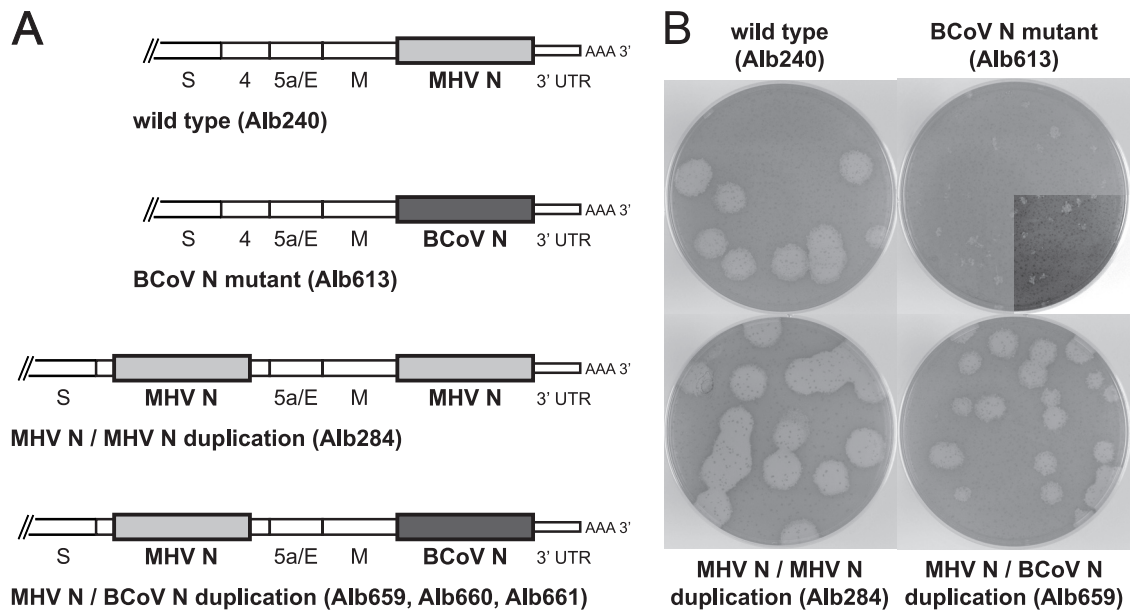 A
AAA 3'
S 4 5a/E M MHV N 3' UTR
wild type (Alb240)
AAA 3'
S 4 5a/E M BCoV N 3' UTR
BCoV N mutant (Alb613)
AAA 3'
S MHV N 5a/E M MHV N 3' UTR
MHV N / MHV N duplication (Alb284)
AAA 3'
S MHV N 5a/E M BCoV N 3' UTR
MHV N / BCoV N duplication (Alb659, Alb660, Alb661)
B
wild type
(Alb240)
BCoV N mutant
(Alb613)
MHV N / MHV N
duplication (Alb284)
MHV N / BCoV N
duplication (Alb659)